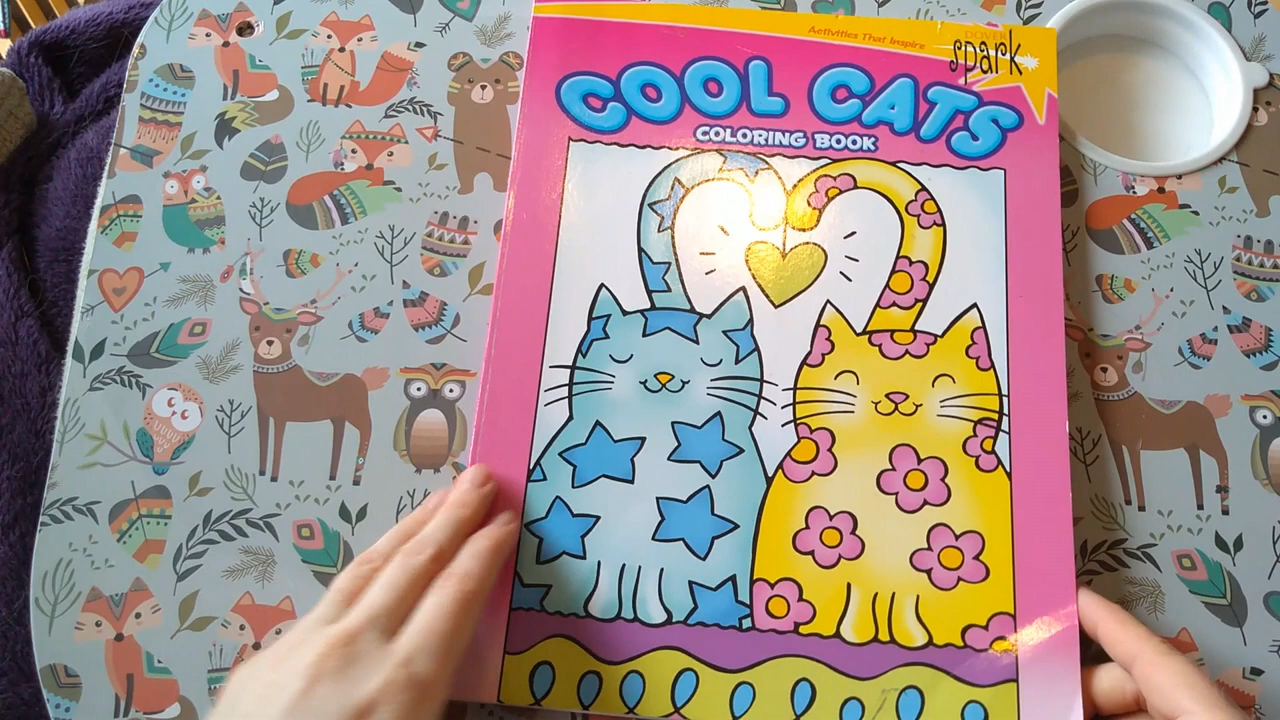 Activities That Inspire
DOVER
spark
COOL CATS
COLORING BOOK